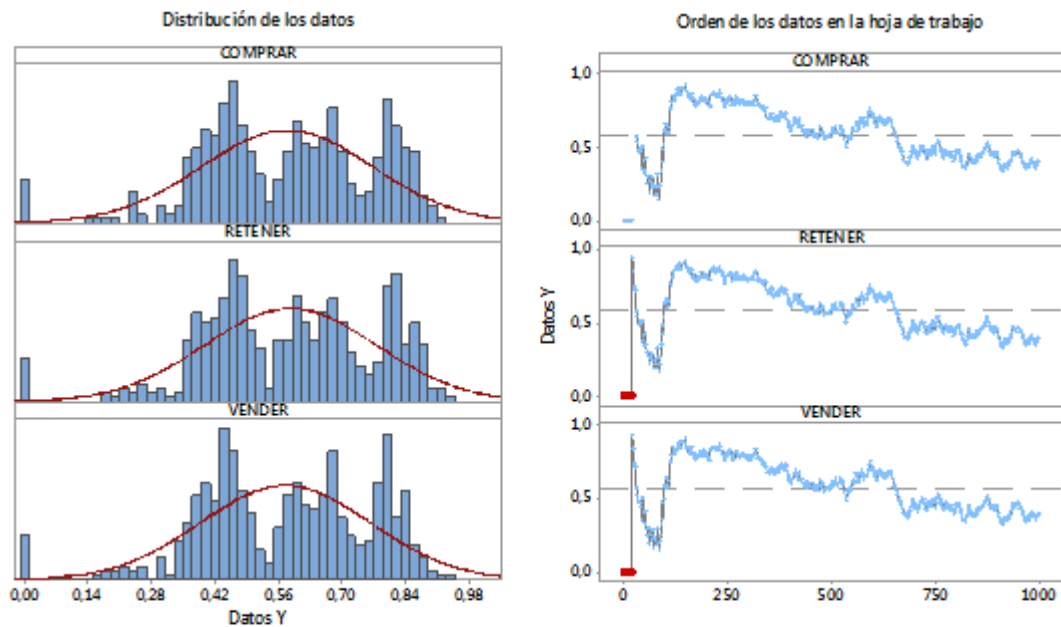 Distribución de los datos
COMPRAR
RETENER
VENDER
0,00 0,14 0,28 0,42 0,56 0,70 0,84 0,98
Datos Y
Orden de los datos en la hoja de trabajo
COMPRAR
1,0
0,5
0,0
RETENER
1,0
0,5
0,0
Datos Y
VENDER
1,0
0,5
0,0
0 250 500 750 1000